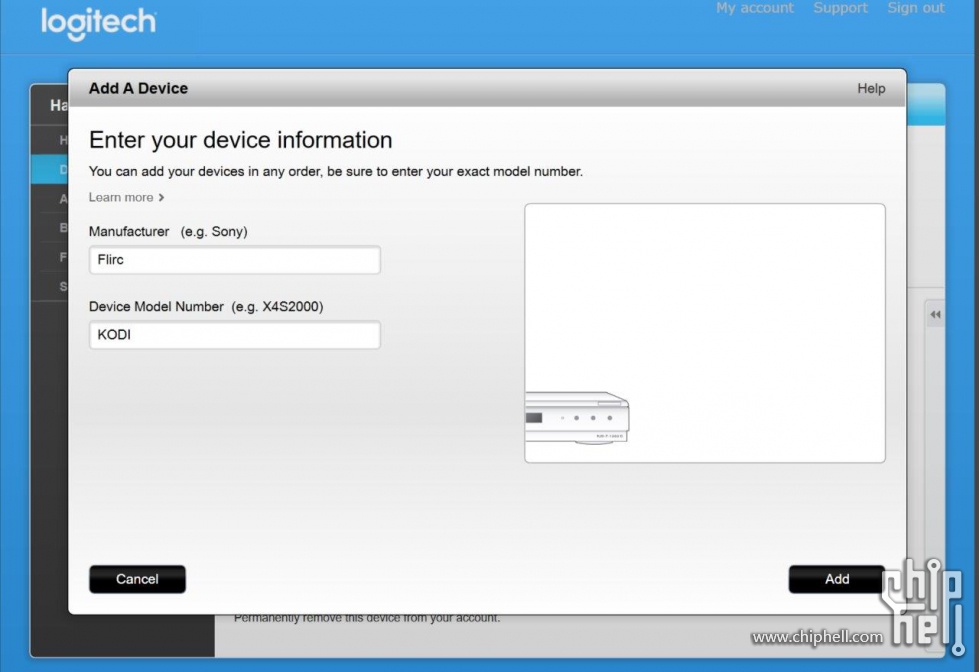 logitech
My account Support Sign out
Add A Device
Help
Ha
H
D
A
B
F
S
Enter your device information
You can add your devices in any order, be sure to enter your exact model number.
Learn more >
Manufacturer (e.g. Sony)
Flirc
Device Model Number (e.g. X4S2000)
KODI
Cancel
Add
Permanently remove this device from your account.
www.chiphell.com
chip
hell